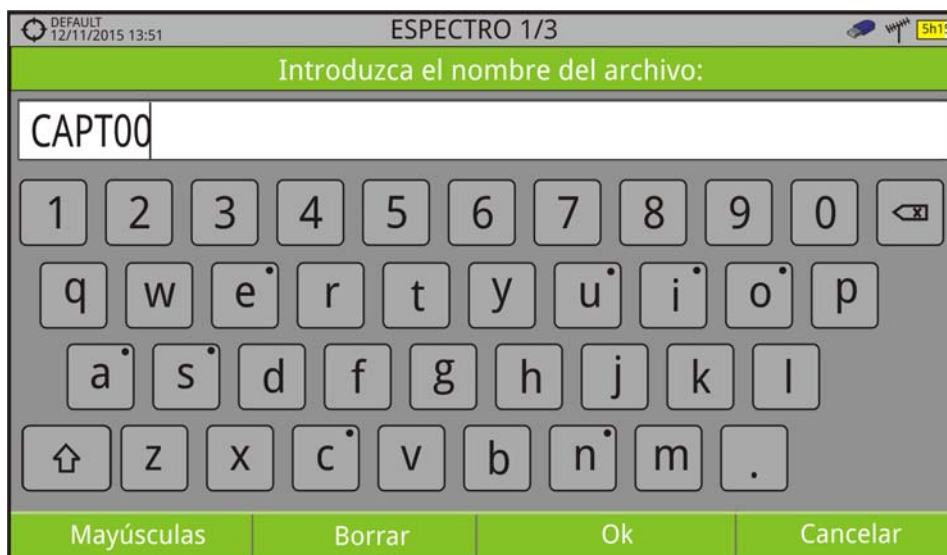 DEFAULT
12/11/2015 13:51
ESPECTRO 1/3
5h15
Introduzca el nombre del archivo:
CAPT00
1 2 3 4 5 6 7 8 9 0
q w e r t y u i o p
a s d f g h j k l
z x c v b n m .
Mayúsculas Borrar Ok Cancelar